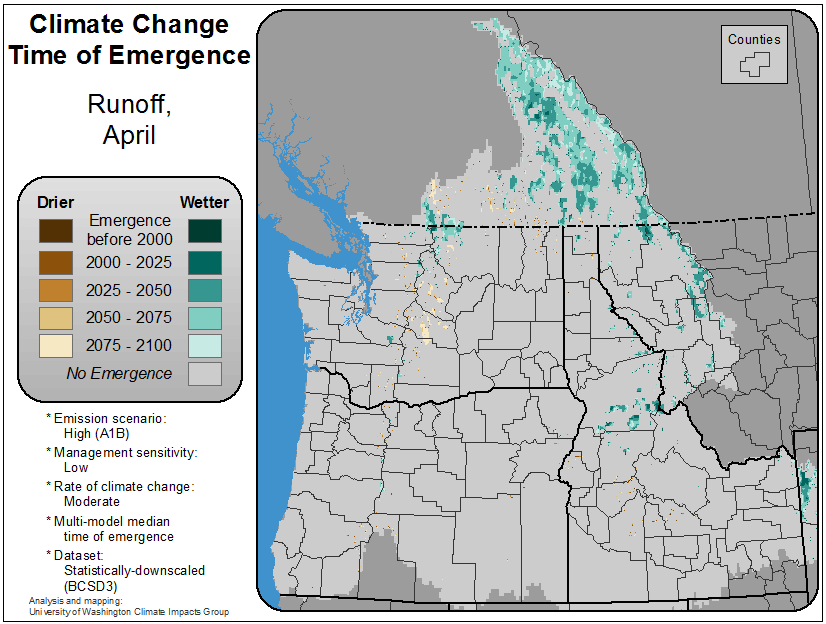 Climate Change
Time of Emergence
Runoff,
April
Counties
Drier
Wetter
Emergence
before 2000
2000 - 2025
2025 - 2050
2050 - 2075
2075 - 2100
No Emergence
* Emission scenario:
High (A1B)
* Management sensitivity:
Low
* Rate of climate change:
Moderate
* Multi-model median
time of emergence
* Dataset:
Statistically-downscaled
(BCSD3)
Analysis and mapping:
University of Washington Climate Impacts Group